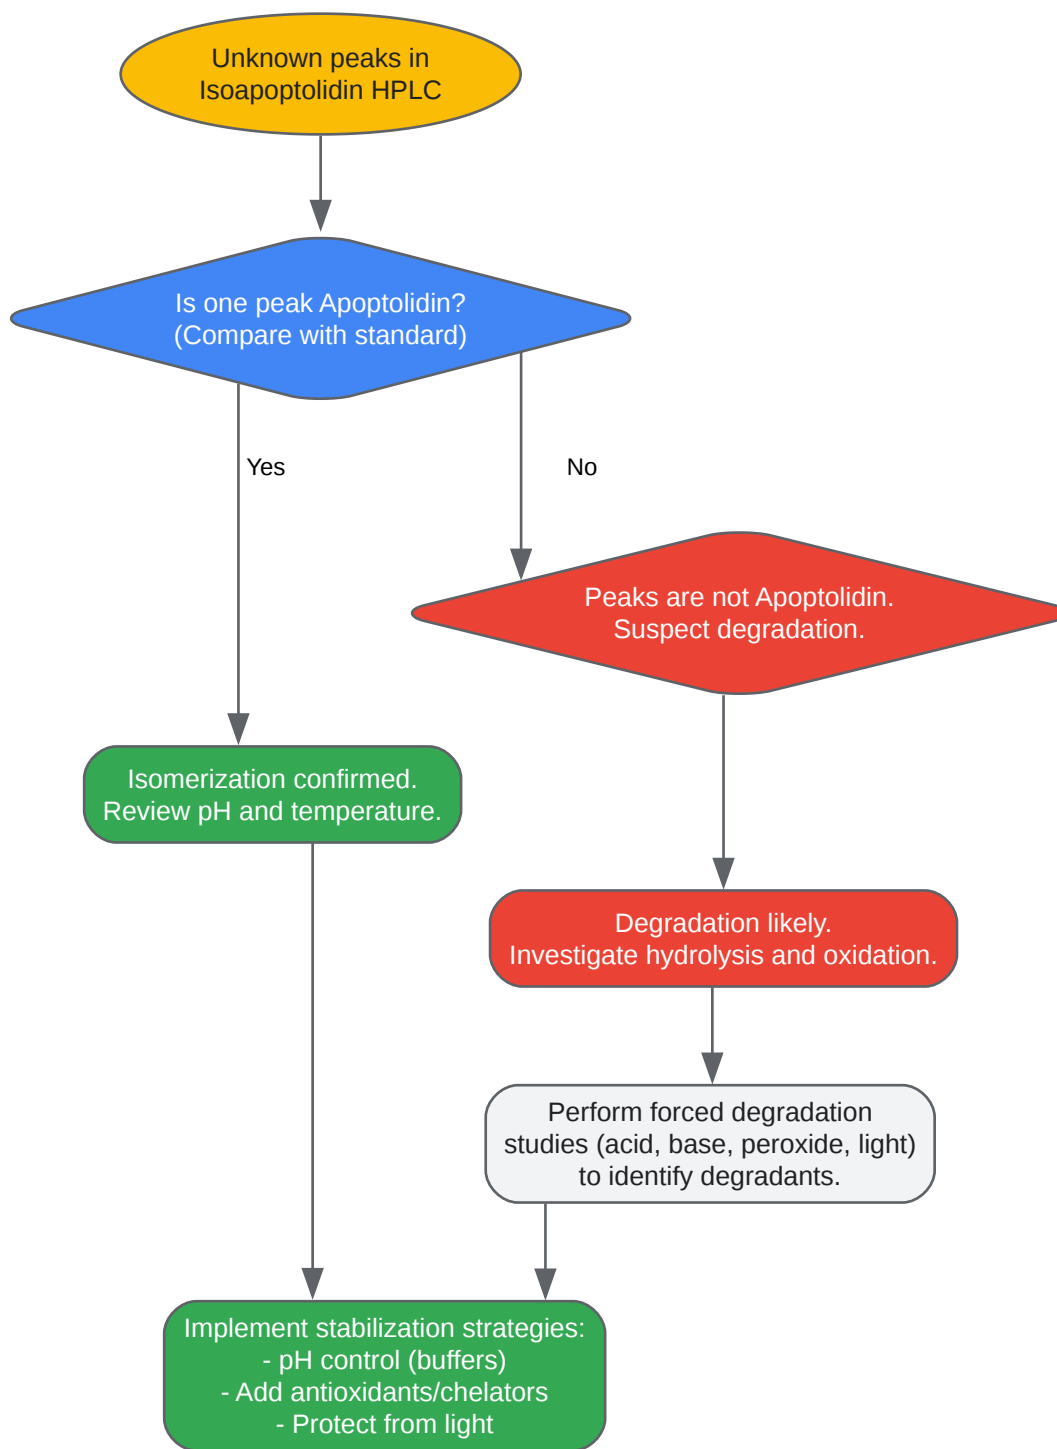 Unknown peaks in
Isoapoptolidin HPLC
Is one peak Apoptolidin?
(Compare with standard)
Yes
No
Peaks are not Apoptolidin.
Suspect degradation.
Isomerization confirmed.
Review pH and temperature.
Degradation likely.
Investigate hydrolysis and oxidation.
Perform forced degradation
studies (acid, base, peroxide, light)
to identify degradants.
Implement stabilization strategies:
- pH control (buffers)
- Add antioxidants/chelators
- Protect from light